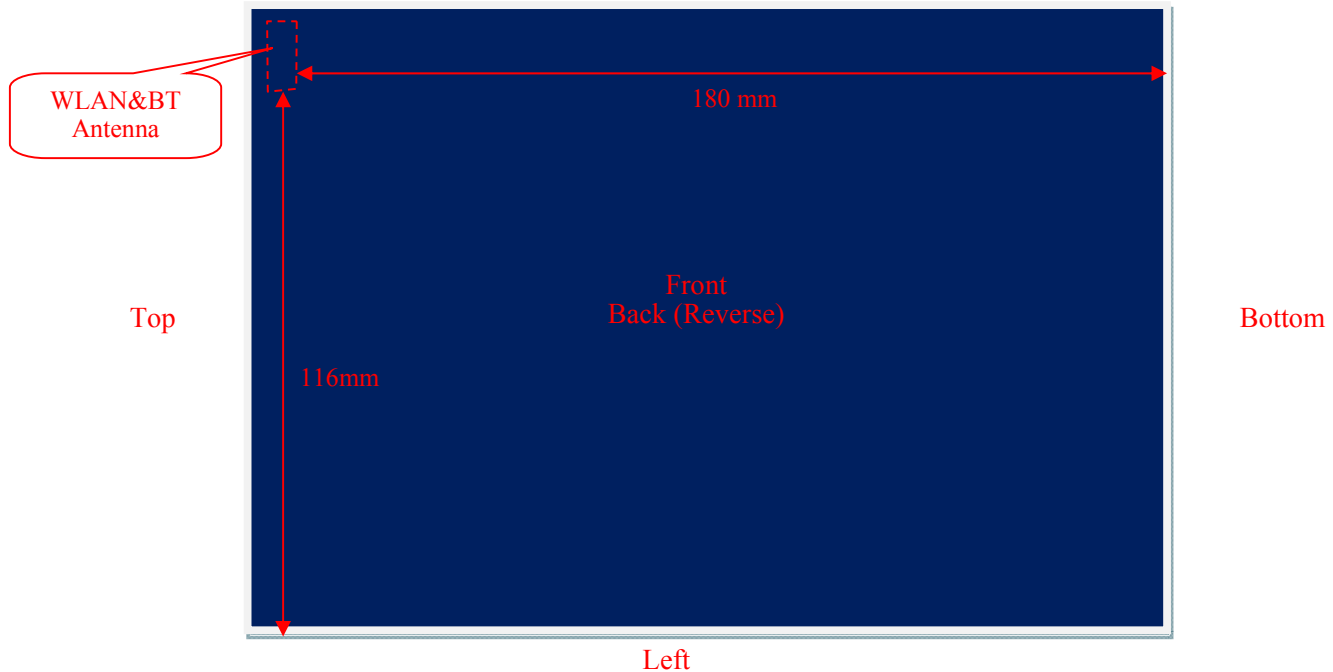 WLAN&BT
Antenna
180 mm
Front
Back (Reverse)
Top
Bottom
116mm
Left